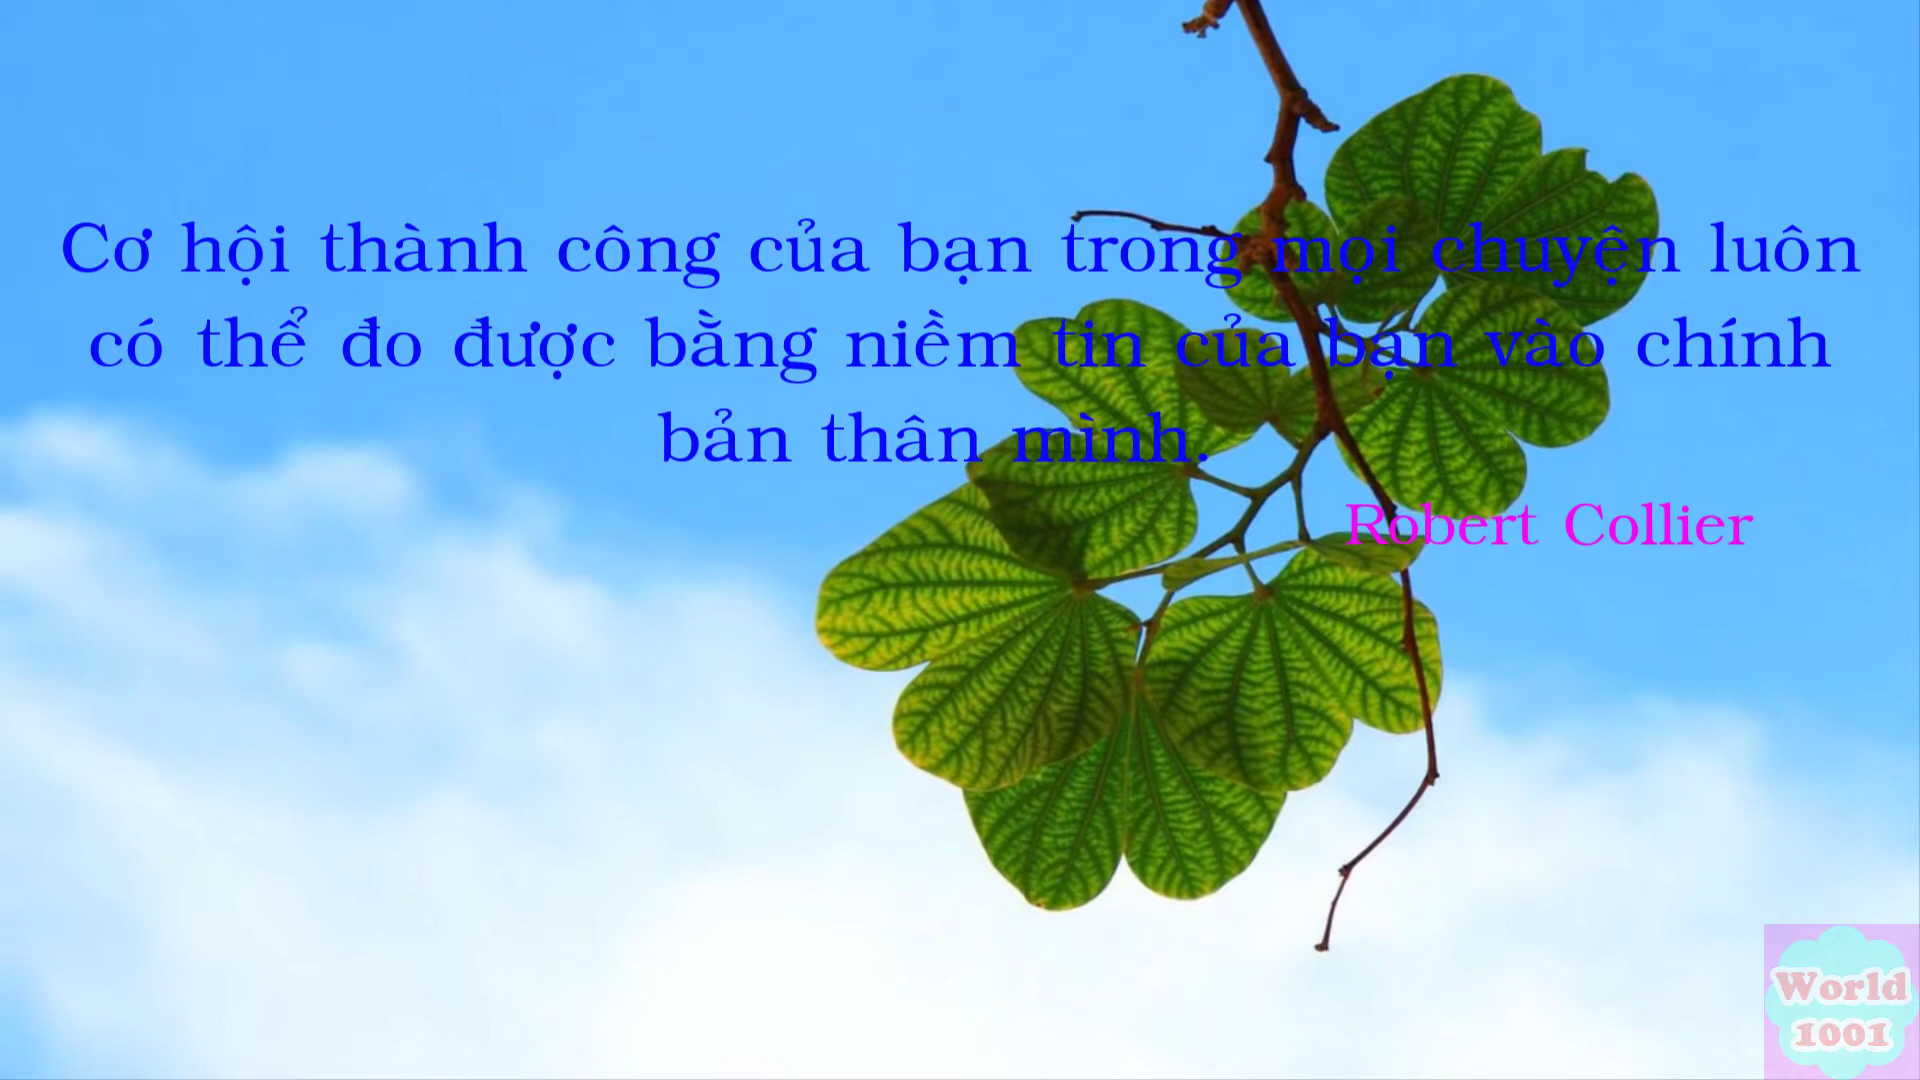 Cơ hội thành công của bạn trong mọi chuyện luôn
có thể đo được bằng niềm tin của bạn vào chính
bản thân mình.
Robert Collier
World
1001